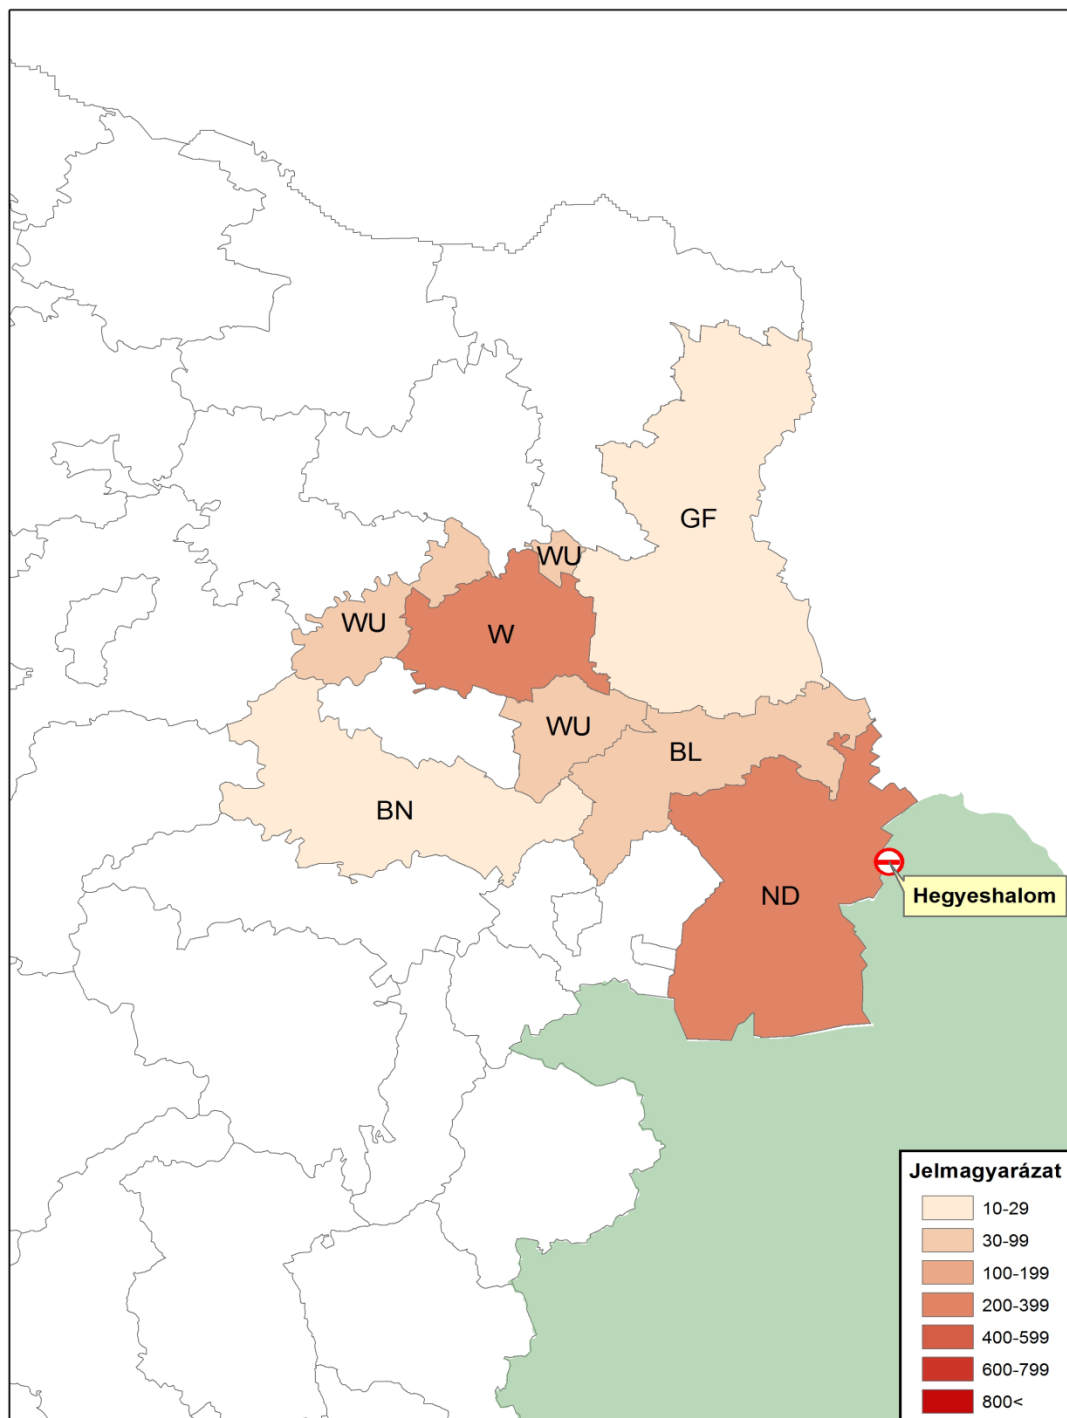 GF
WU
WU
W
WU
BL
BN
ND
Hegyeshalom
Jelmagyarázat
10-29
30-99
100-199
200-399
400-599
600-799
800<